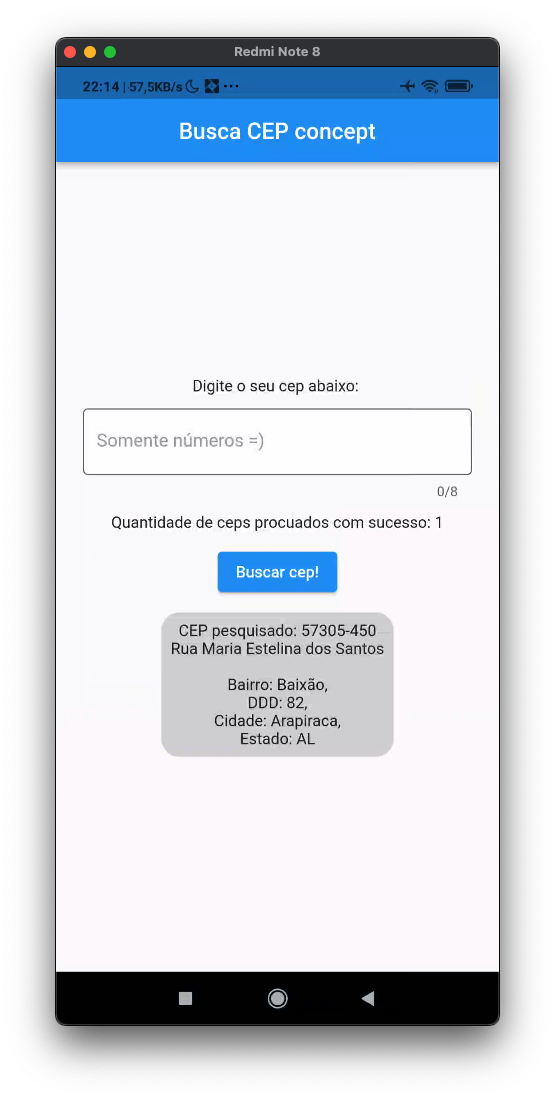 Redmi Note 8
22:14 | 57,5KB/s ...
Busca CEP concept
Digite o seu cep abaixo:
Somente números =)
0/8
Quantidade de ceps procuados com sucesso: 1
Buscar cep!
CEP pesquisado: 57305-450
Rua Maria Estelina dos Santos
Bairro: Baixão,
DDD: 82,
Cidade: Arapiraca,
Estado: AL